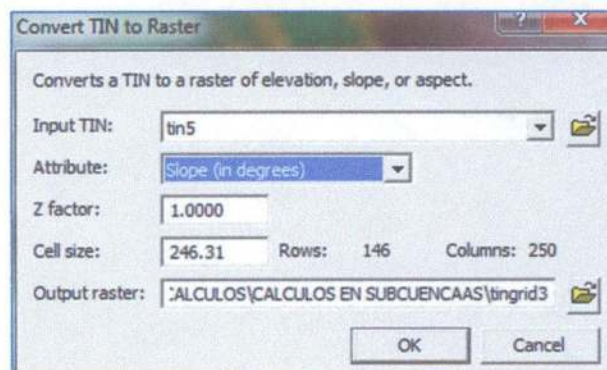 Convert TIN to Raster
? X
Converts a TIN to a raster of elevation, slope, or aspect.
Input TIN: tin5
Attribute: Slope (in degrees)
Z factor: 1.0000
Cell size: 246.31 Rows: 146 Columns: 250
Output raster: :ALCULOS\CALCULOS EN SUBCUENCAAS\tingrid3
OK Cancel